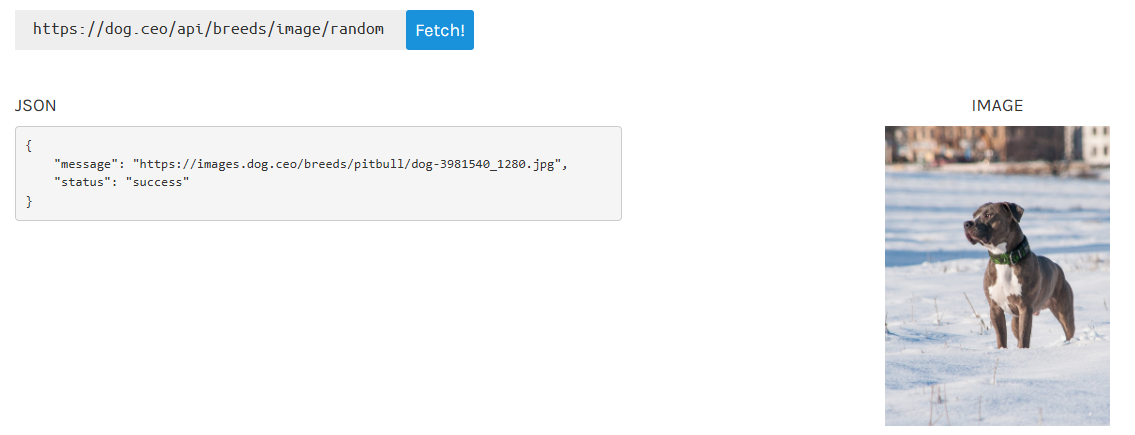 https://dog.ceo/api/breeds/image/random Fetch!
JSON
IMAGE
{
    "message": "https://images.dog.ceo/breeds/pitbull/dog-3981540_1280.jpg",
    "status": "success"
}